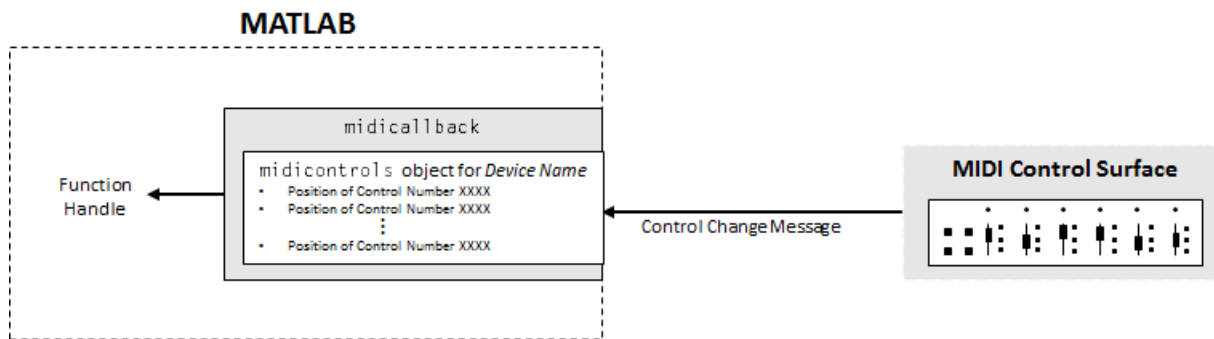 MATLAB
midicallback
midicontrols object for Device Name
• Position of Control Number XXXX
• Position of Control Number XXXX
⋮
• Position of Control Number XXXX
Function
Handle
Control Change Message
MIDI Control Surface